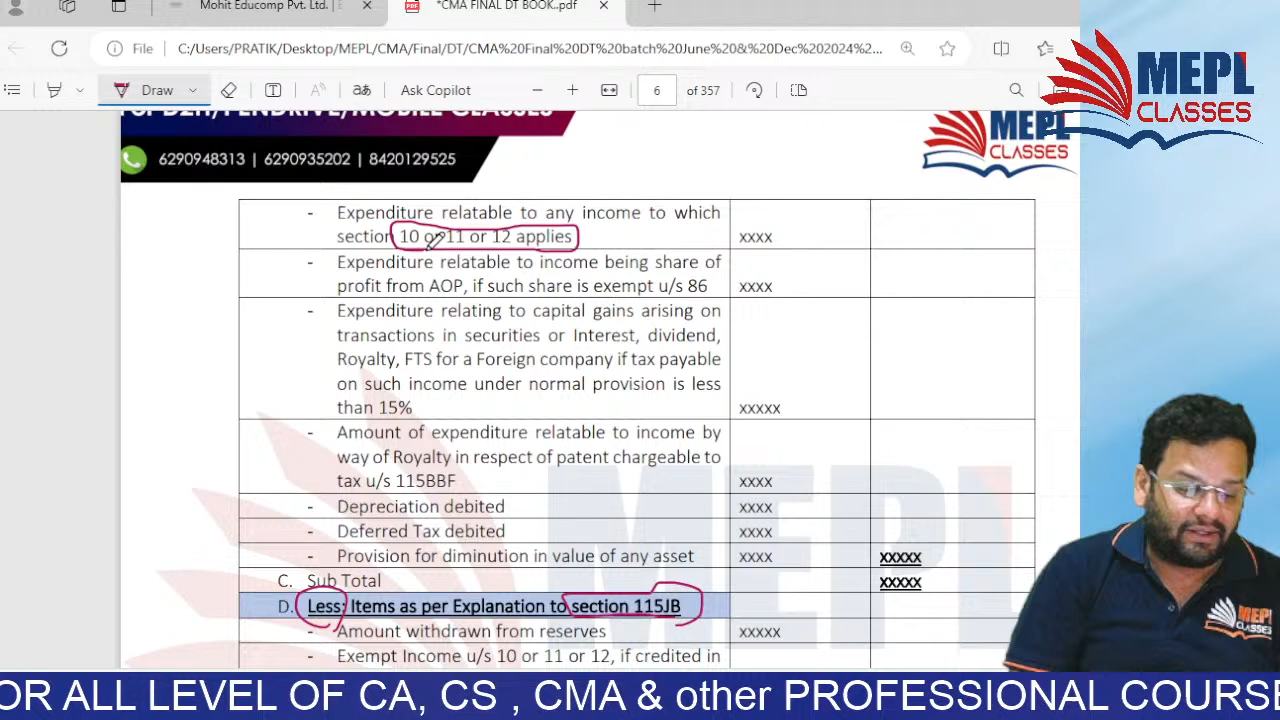 Mohit Educomp Pvt. Ltd. | E
*CMA FINAL DT BOOK..pdf
File
C:/Users/PRATIK/Desktop/MEPL/CMA/Final/DT/CMA%20Final%20DT%20batch%20June%20&%20Dec%202024%2...
Draw
Ask Copilot
6 of 357
MEPL
CLASSES
MEPL
CLASSES
6290948313 | 6290935202 | 8420129525
- Expenditure relatable to any income to which
section 10 or 11 or 12 applies
xxxx
- Expenditure relatable to income being share of
profit from AOP, if such share is exempt u/s 86
xxxx
- Expenditure relating to capital gains arising on
transactions in securities or Interest, dividend,
Royalty, FTS for a Foreign company if tax payable
on such income under normal provision is less
than 15%
xxxxx
- Amount of expenditure relatable to income by
way of Royalty in respect of patent chargeable to
tax u/s 115BBF
xxxx
- Depreciation debited
xxxx
- Deferred Tax debited
xxxx
- Provision for diminution in value of any asset
xxxx
xxxxx
C. Sub Total
xxxxx
D. Less: Items as per Explanation to section 115JB
- Amount withdrawn from reserves
xxxxx
- Exempt Income u/s 10 or 11 or 12, if credited in
MEPL
MEPL
CLASSES
FOR ALL LEVEL OF CA, CS , CMA & other PROFESSIONAL COURSE